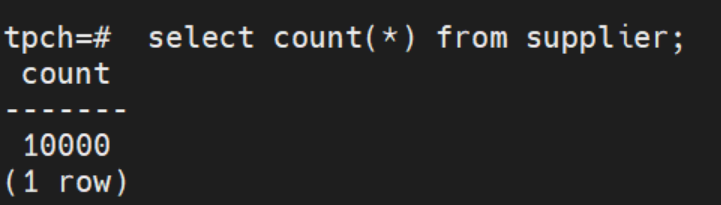 tpch=#  select count(*) from supplier;
 count
-------
 10000
(1 row)